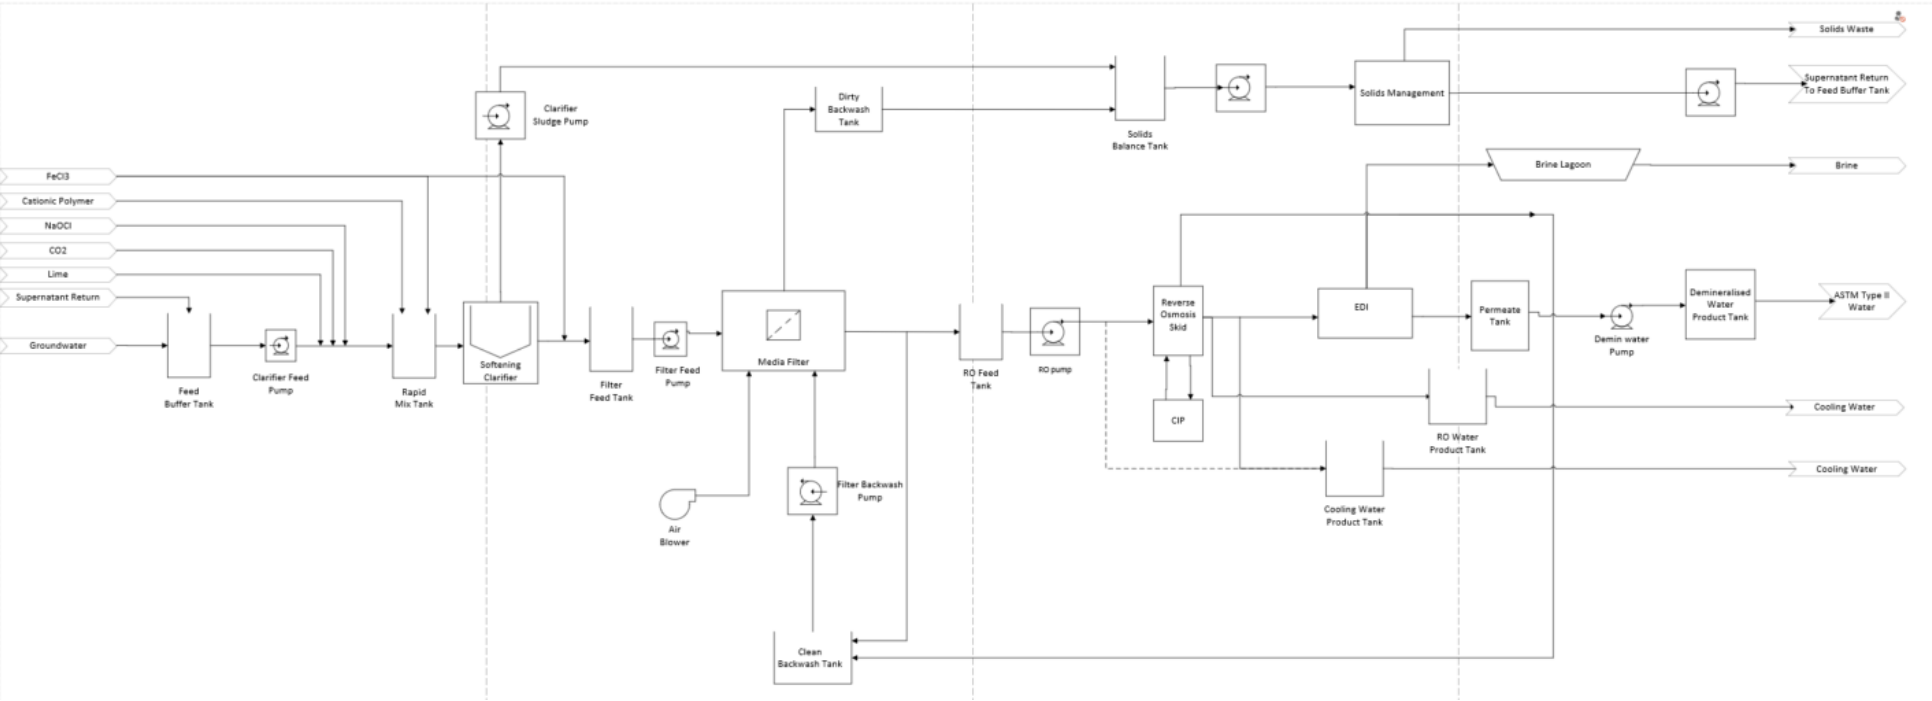 Solids Waste
Supernatant Return
To Feed Buffer Tank
Dirty
Backwash
Tank
Solids Management
Clarifier
Sludge Pump
Solids
Balance Tank
Brine Lagoon
Brine
FeCl3
Cationic Polymer
NaOCl
CO2
Lime
Supernatant Return
Groundwater
Feed
Buffer Tank
Clarifier Feed
Pump
Rapid
Mix Tank
Softening
Clarifier
Filter
Feed Tank
Filter Feed
Pump
Media Filter
RO Feed
Tank
RO pump
Reverse
Osmosis
Skid
CIP
EDI
Permeate
Tank
Demin water
Pump
Demineralised
Water
Product Tank
ASTM Type II
Water
RO Water
Product Tank
Cooling Water
Cooling Water
Product Tank
Cooling Water
Air
Blower
Filter Backwash
Pump
Clean
Backwash Tank